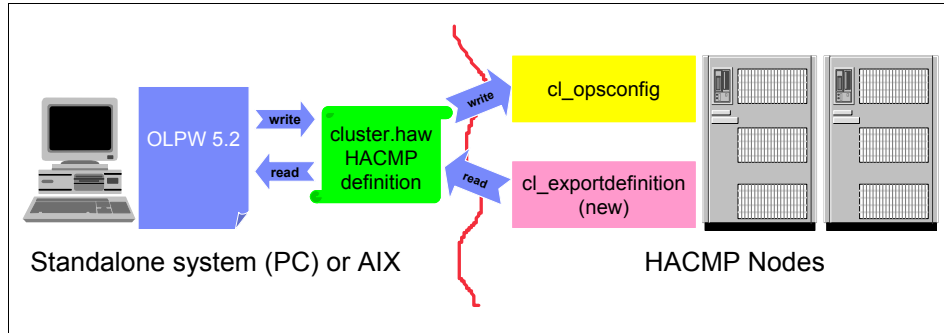 OLPW 5.2
write
read
cluster.haw
HACMP
definition
write
read
cl_opsconfig
cl_exportdefinition
(new)
Standalone system (PC) or AIX
HACMP Nodes